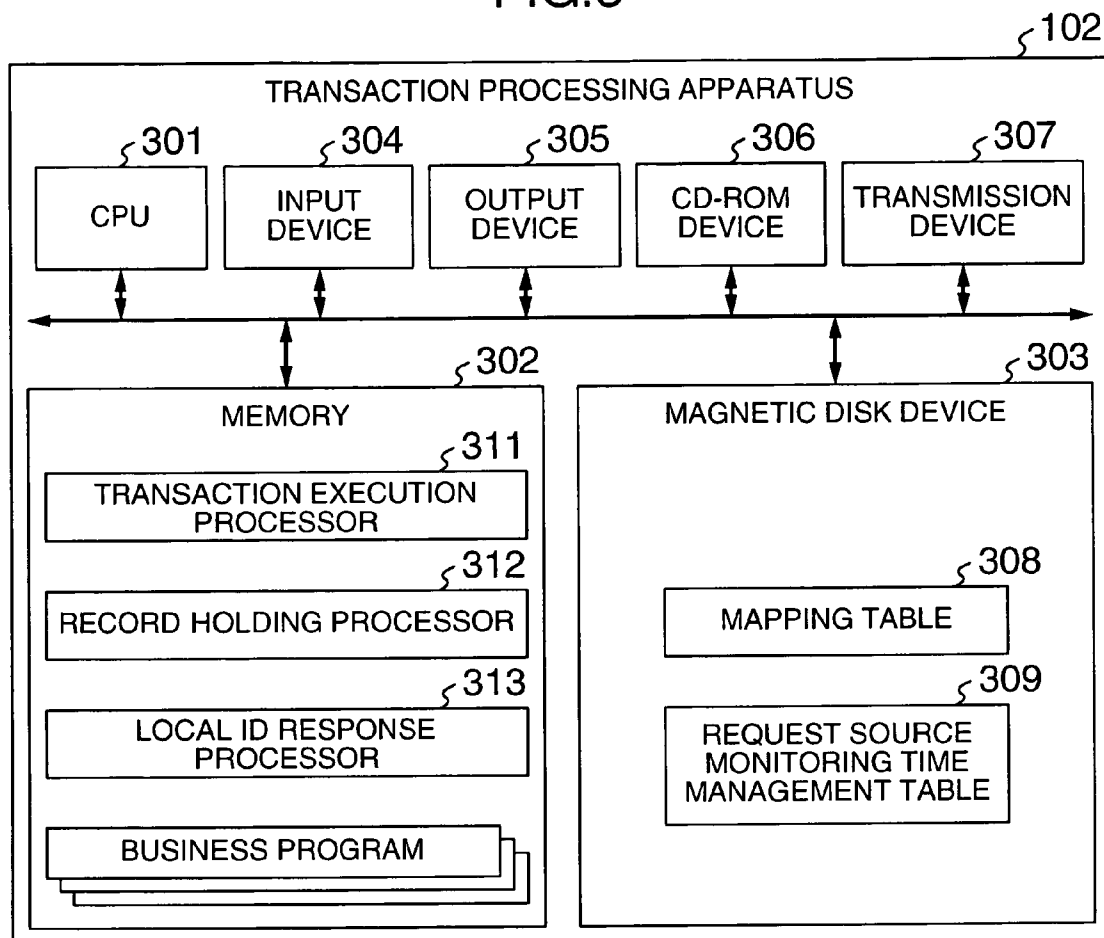 102
TRANSACTION PROCESSING APPARATUS
301
304
305
306
307
CPU
INPUT
DEVICE
OUTPUT
DEVICE
CD-ROM
DEVICE
TRANSMISSION
DEVICE
302
303
MEMORY
311
TRANSACTION EXECUTION
PROCESSOR
312
RECORD HOLDING PROCESSOR
313
LOCAL ID RESPONSE
PROCESSOR
BUSINESS PROGRAM
MAGNETIC DISK DEVICE
308
MAPPING TABLE
309
REQUEST SOURCE
MONITORING TIME
MANAGEMENT TABLE